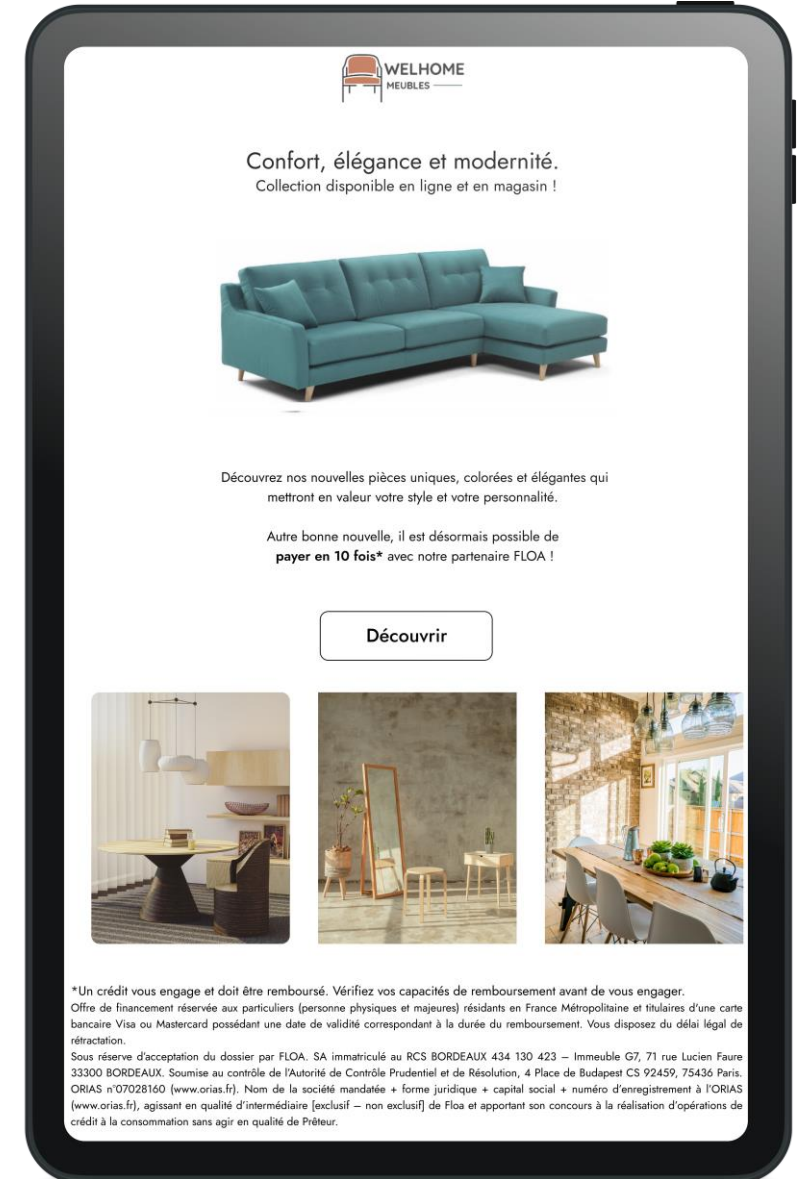 WELHOME
MEUBLES
Confort, élégance et modernité.
Collection disponible en ligne et en magasin !
Découvrez nos nouvelles pièces uniques, colorées et élégantes qui
mettront en valeur votre style et votre personnalité.
Autre bonne nouvelle, il est désormais possible de
payer en 10 fois* avec notre partenaire FLOA !
Découvrir
*Un crédit vous engage et doit être remboursé. Vérifiez vos capacités de remboursement avant de vous engager.
Offre de financement réservée aux particuliers (personne physiques et majeures) résidants en France Métropolitaine et titulaires d'une carte
bancaire Visa ou Mastercard possédant une date de validité correspondant à la durée du remboursement. Vous disposez du délai légal de
rétractation.
Sous réserve d'acceptation du dossier par FLOA. SA immatriculé au RCS BORDEAUX 434 130 423 – Immeuble G7, 71 rue Lucien Faure
33300 BORDEAUX. Soumise au contrôle de l'Autorité de Contrôle Prudentiel et de Résolution, 4 Place de Budapest CS 92459, 75436 Paris.
ORIAS n°07028160 (www.orias.fr). Nom de la société mandatée + forme juridique + capital social + numéro d'enregistrement à l'ORIAS
(www.orias.fr), agissant en qualité d'intermédiaire [exclusif – non exclusif] de Floa et apportant son concours à la réalisation d'opérations de
crédit à la consommation sans agir en qualité de Prêteur.